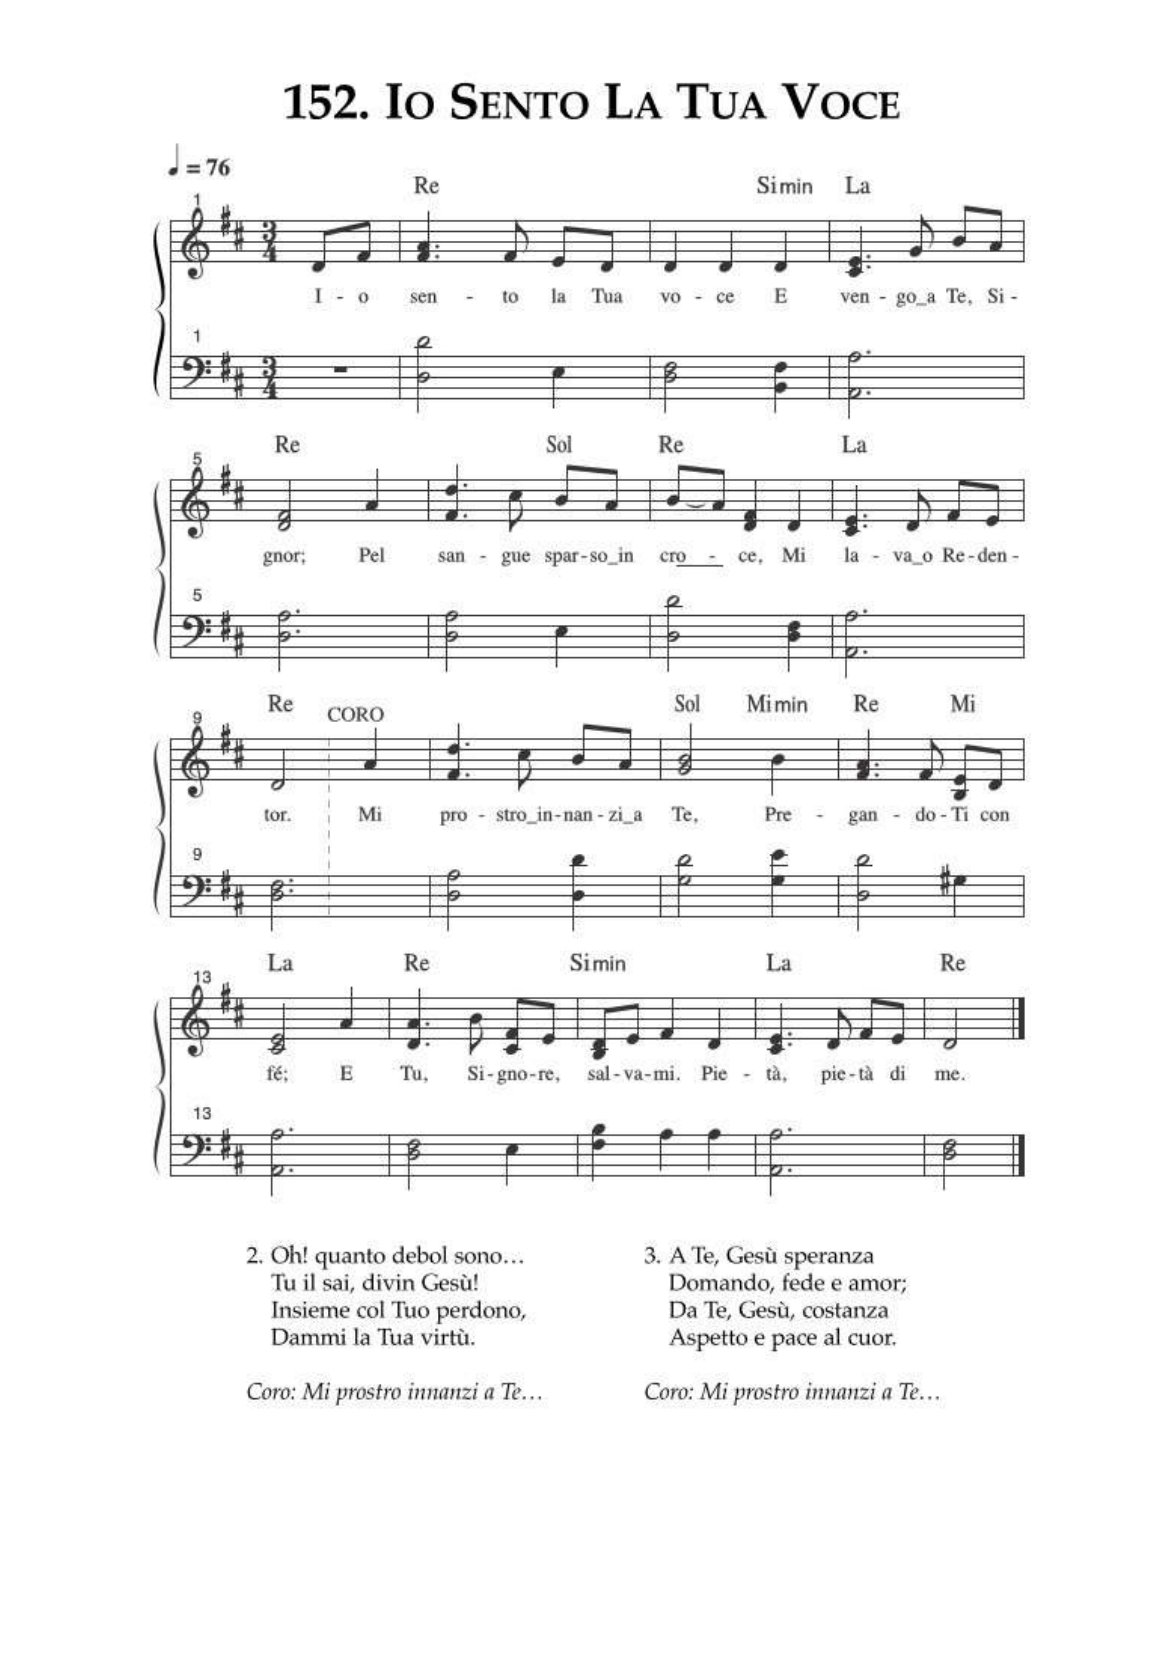 152. Io Sento La Tua Voce
♩ = 76
Re Simin La
1
3 4
I - o sen - to la Tua vo - ce E ven - go_a Te, Si -
1
3 4
Re Sol Re La
5
gnor; Pel san - gue spar - so_in cro - ce, Mi la - va_o Re - den -
5
Re CORO Sol Mimin Re Mi
9
tor. Mi pro - stro_in - nan - zi_a Te, Pre - gan - do - Ti con
9
La Re Simin La Re
13
fé; E Tu, Si - gno - re, sal - va - mi. Pie - tà, pie - tà di me.
13
2. Oh! quanto debol sono…
Tu il sai, divin Gesù!
Insieme col Tuo perdono,
Dammi la Tua virtù.
Coro: Mi prostro innanzi a Te…
3. A Te, Gesù speranza
Domando, fede e amor;
Da Te, Gesù, costanza
Aspetto e pace al cuor.
Coro: Mi prostro innanzi a Te…